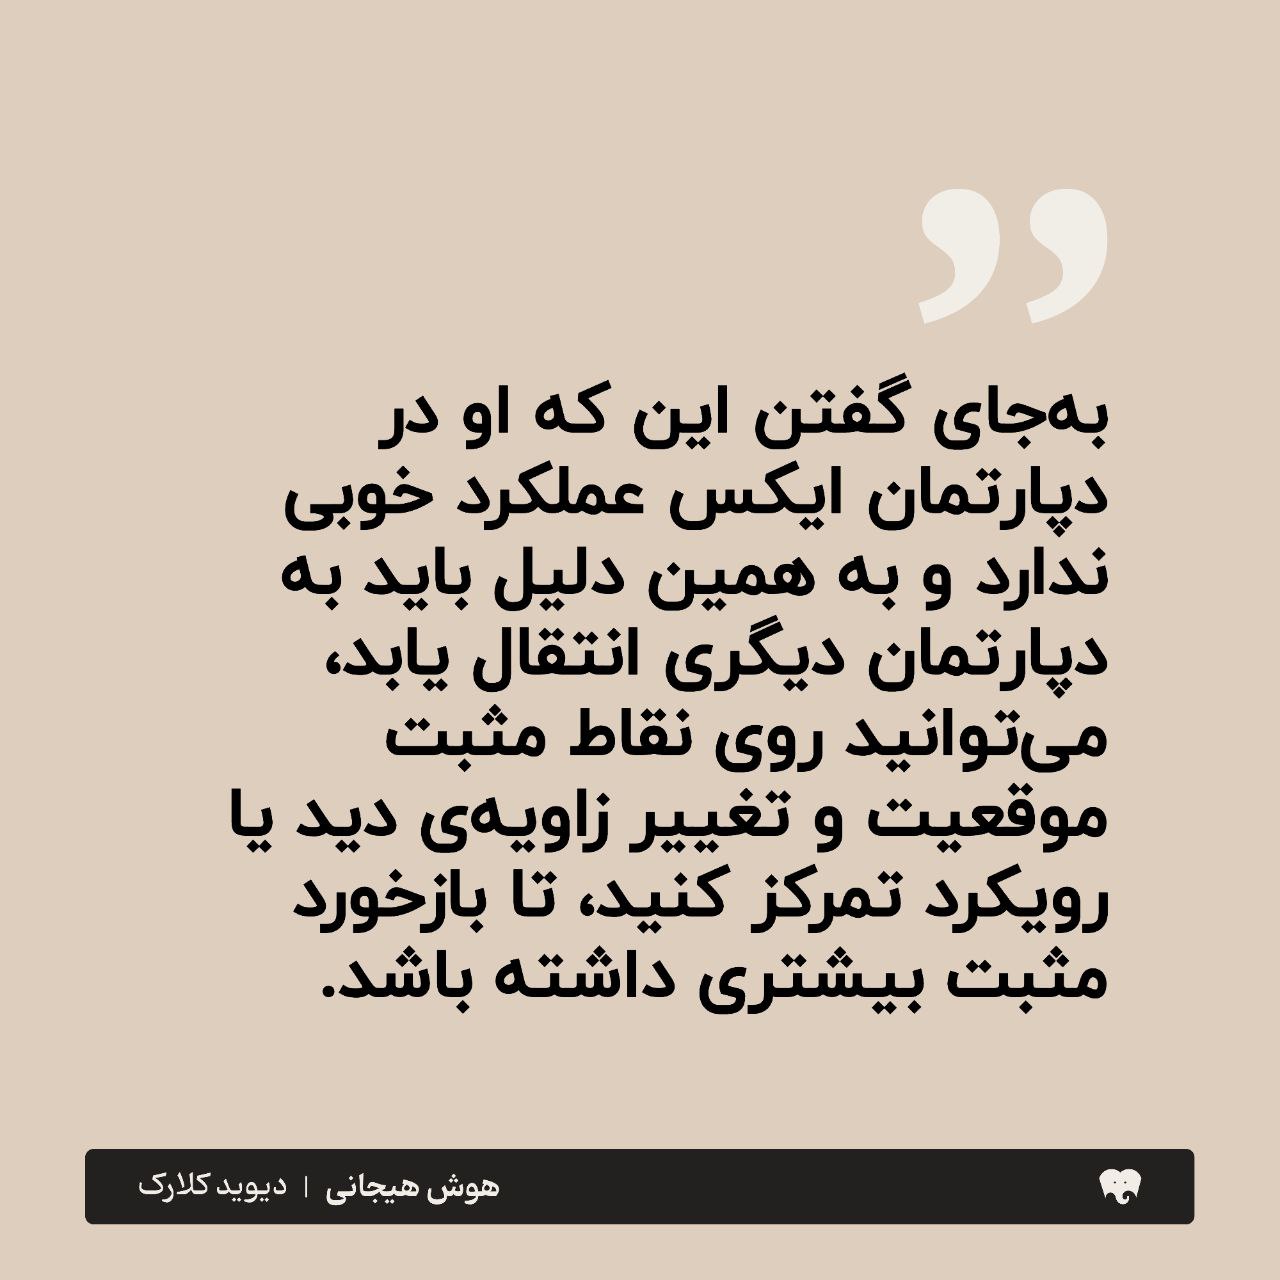 به‌جای گفتن این که او در
دپارتمان ایکس عملکرد خوبی
ندارد و به همین دلیل باید به
دپارتمان دیگری انتقال یابد،
می‌توانید روی نقاط مثبت
موقعیت و تغییر زاویه‌ی دید یا
رویکرد تمرکز کنید، تا بازخورد
مثبت بیشتری داشته باشد.
هوش هیجانی | دیوید کلارک